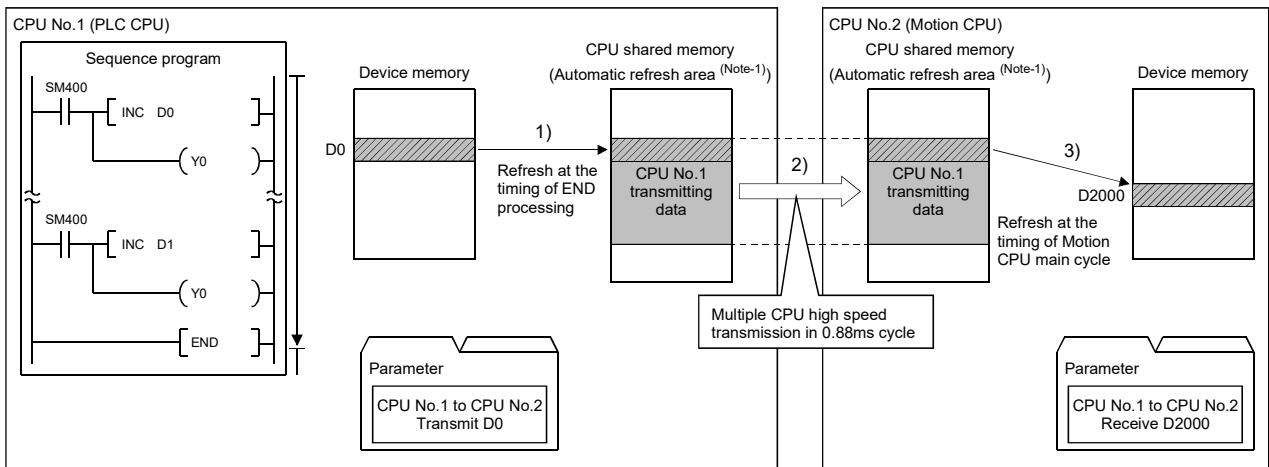 CPU No.1 (PLC CPU)
Sequence program
SM400
INC D0
Y0
SM400
INC D1
Y0
END
Device memory
D0
1)
Refresh at the
timing of END
processing
CPU shared memory
(Automatic refresh area (Note-1))
CPU No.1
transmitting
data
Parameter
CPU No.1 to CPU No.2
Transmit D0
2)
Multiple CPU high speed
transmission in 0.88ms cycle
CPU No.2 (Motion CPU)
CPU shared memory
(Automatic refresh area (Note-1))
CPU No.1
transmitting
data
3)
Refresh at the
timing of Motion
CPU main cycle
Device memory
D2000
Parameter
CPU No.1 to CPU No.2
Receive D2000